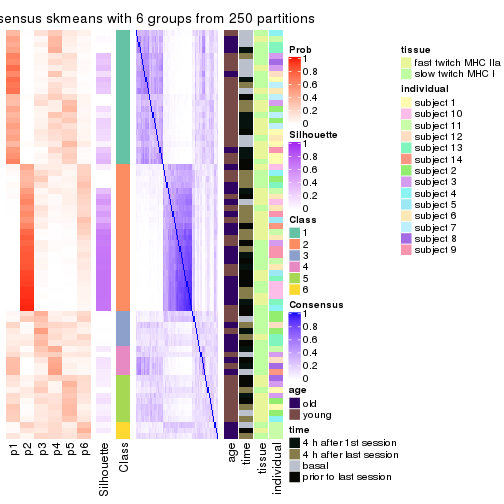 sensus skmeans with 6 groups from 250 partitions
Prob
1
0.8
0.6
0.4
0.2
0
Silhouette
1
0.8
0.6
0.4
0.2
0
Class
1
2
3
4
5
6
Consensus
1
0.8
0.6
0.4
0.2
0
age
old
young
time
4 h after 1st session
4 h after last session
basal
prior to last session
tissue
fast twitch MHC IIa
slow twitch MHC I
individual
subject 1
subject 10
subject 11
subject 12
subject 13
subject 14
subject 2
subject 3
subject 4
subject 5
subject 6
subject 7
subject 8
subject 9
p1
p2
p3
p4
p5
p6
Silhouette
Class
age
time
tissue
individual